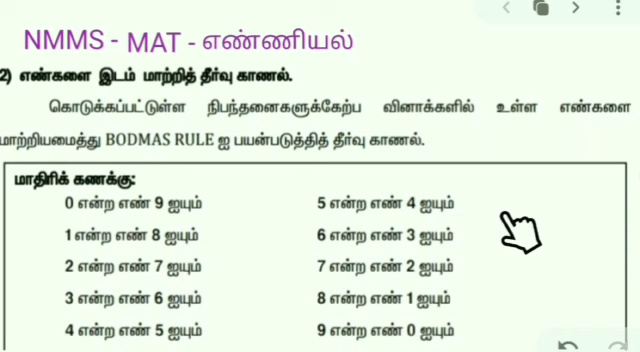 NMMS - MAT - எண்ணியல்
2) எண்களை இடம் மாற்றித் தீர்வு காணல்.
கொடுக்கப்பட்டுள்ள நிபந்தனைகளுக்கேற்ப வினாக்களில் உள்ள எண்களை
மாற்றியமைத்து BODMAS RULE ஐ பயன்படுத்தித் தீர்வு காணல்.
மாதிரிக் கணக்கு:
0 என்ற எண் 9 ஐயும் 5 என்ற எண் 4 ஐயும்
1 என்ற எண் 8 ஐயும் 6 என்ற எண் 3 ஐயும்
2 என்ற எண் 7 ஐயும் 7 என்ற எண் 2 ஐயும்
3 என்ற எண் 6 ஐயும் 8 என்ற எண் 1 ஐயும்
4 என்ற எண் 5 ஐயும் 9 என்ற எண் 0 ஐயும்